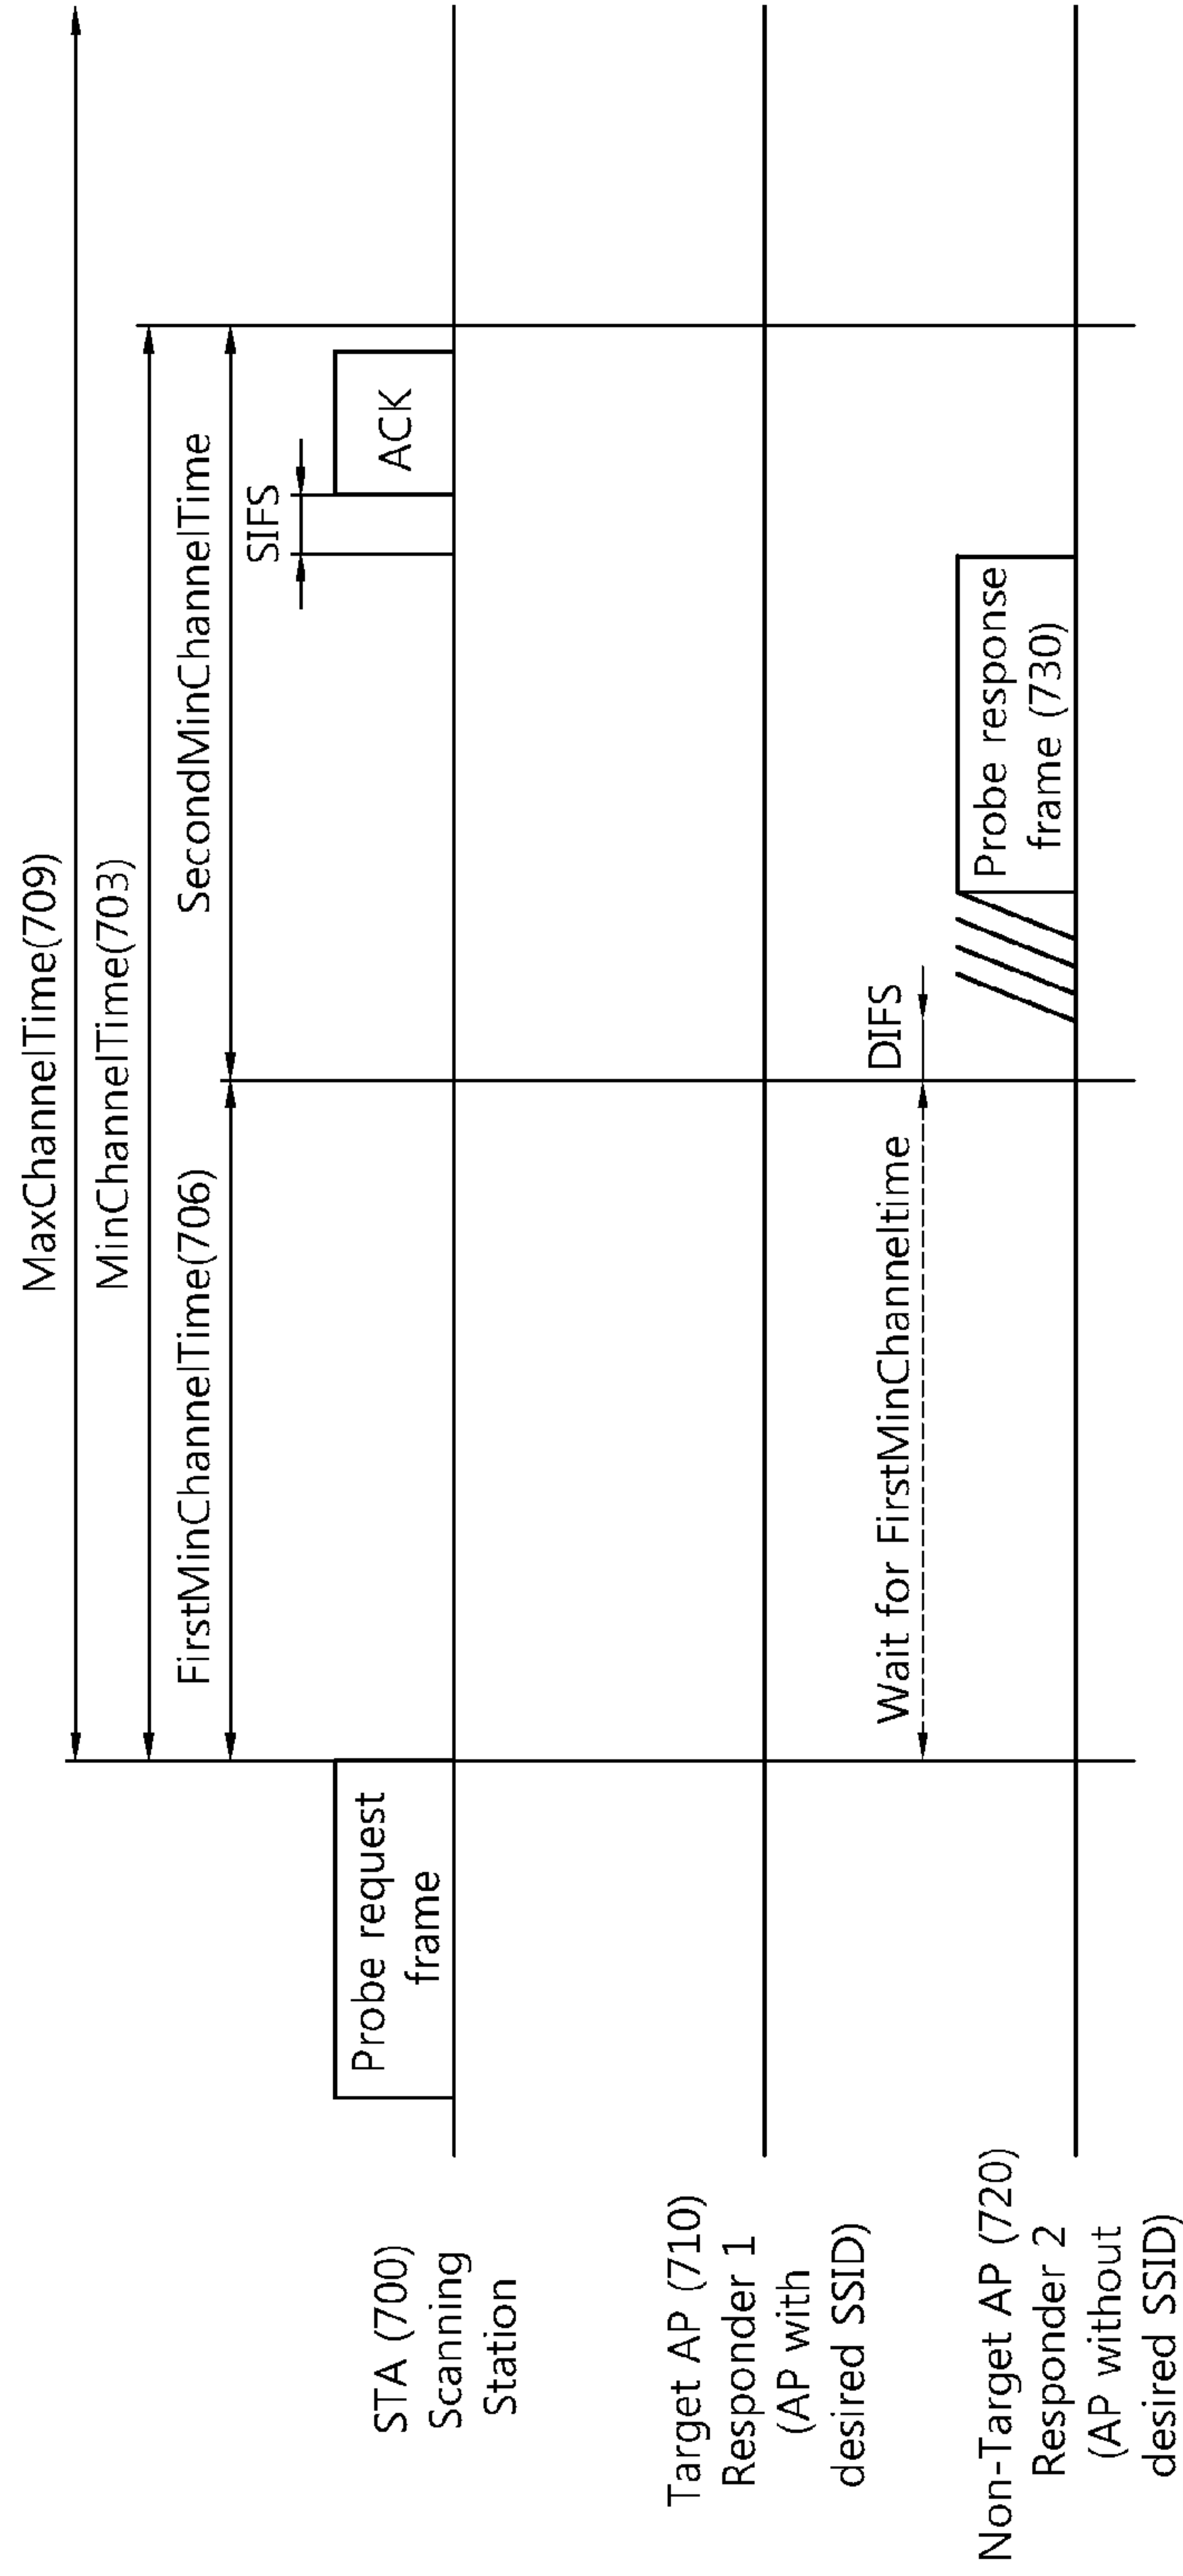 MaxChannelTime(709)
MinChannelTime(703)
FirstMinChannelTime(706)
SecondMinChannelTime
SIFS
STA (700)
Scanning
Station
Probe request
frame
ACK
Target AP (710)
Responder 1
(AP with
desired SSID)
Wait for FirstMinChanneltime
DIFS
Non-Target AP (720)
Responder 2
(AP without
desired SSID)
Probe response
frame (730)